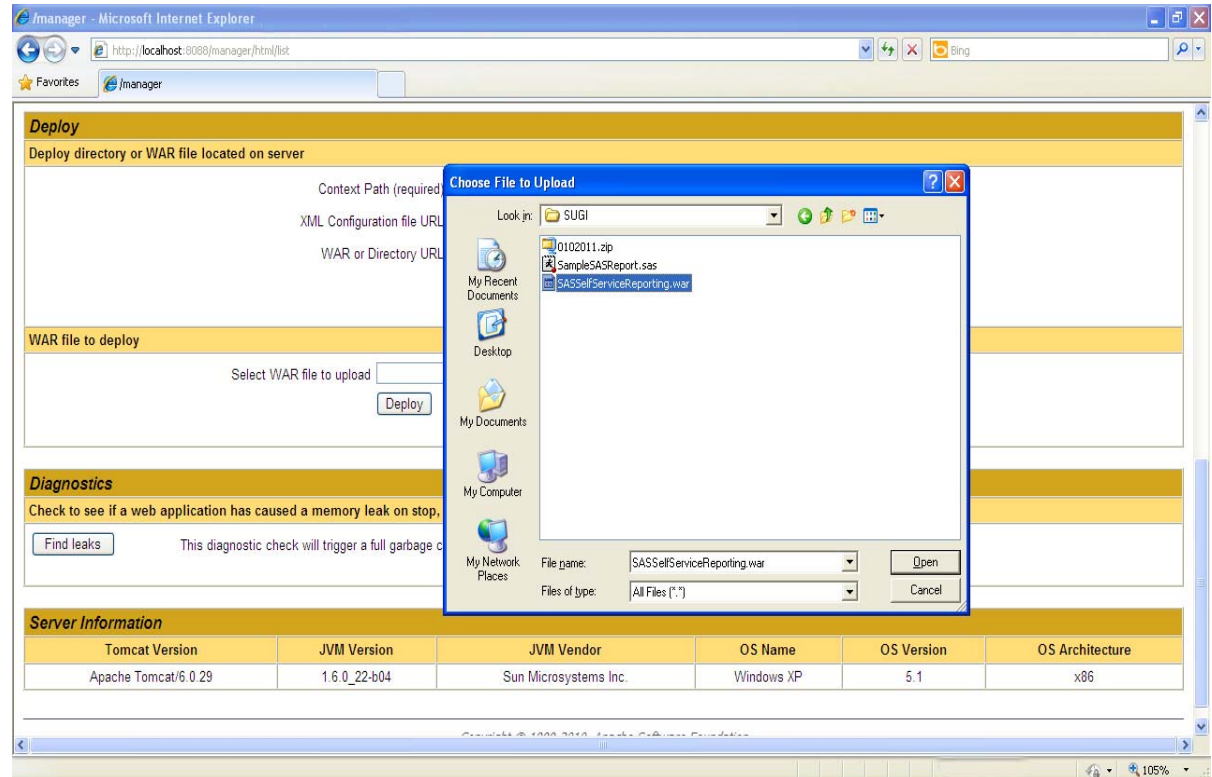 /manager - Microsoft Internet Explorer
http://localhost:8088/manager/html/list
Bing
Favorites
/manager
Deploy
Deploy directory or WAR file located on server
Context Path (required)
XML Configuration file URL
WAR or Directory URL
WAR file to deploy
Select WAR file to upload
Deploy
Diagnostics
Check to see if a web application has caused a memory leak on stop,
Find leaks
This diagnostic check will trigger a full garbage c
Choose File to Upload
Look in:
SUGI
0102011.zip
SampleSASReport.sas
SASSelfServiceReporting.war
My Recent
Documents
Desktop
My Documents
My Computer
My Network
Places
File name:
SASSelfServiceReporting.war
Open
Files of type:
All Files (*.*)
Cancel
Server Information
Tomcat Version JVM Version JVM Vendor OS Name OS Version OS Architecture
Apache Tomcat/6.0.29 1.6.0_22-b04 Sun Microsystems Inc. Windows XP 5.1 x86
Copyright © 1999-2010, Apache Software Foundation
105%